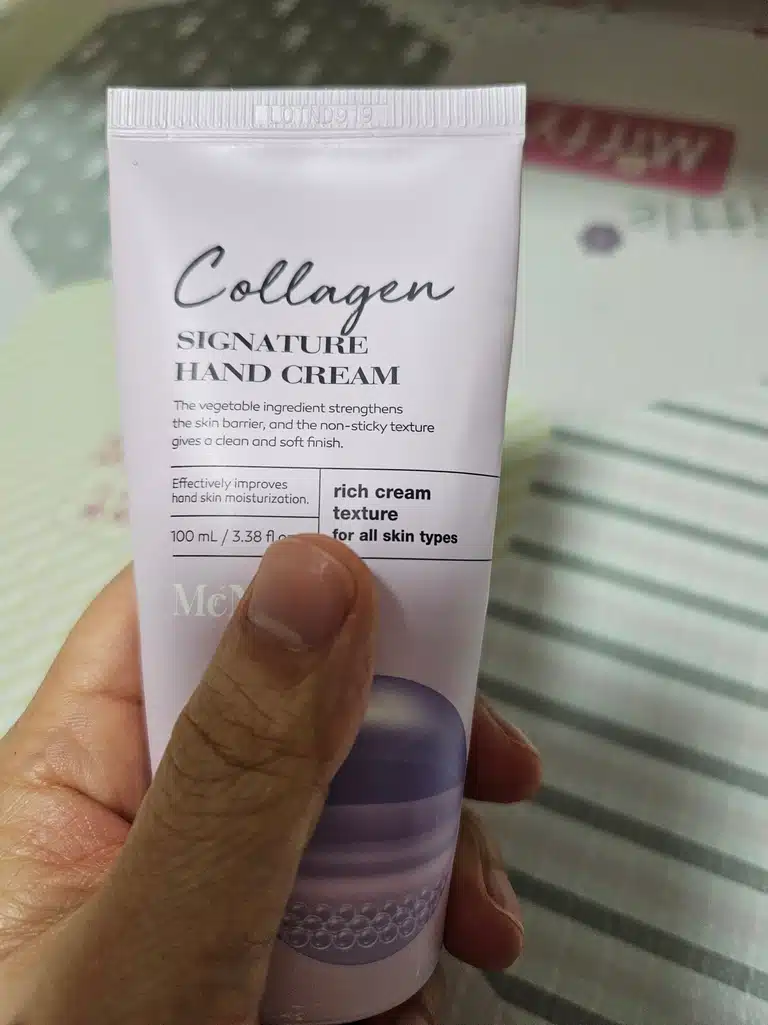 Collagen
SIGNATURE
HAND CREAM
The vegetable ingredient strengthens
the skin barrier, and the non-sticky texture
gives a clean and soft finish.
Effectively improves
hand skin moisturization.
100 mL / 3.38 fl.o
rich cream
texture
for all skin types
Miffy